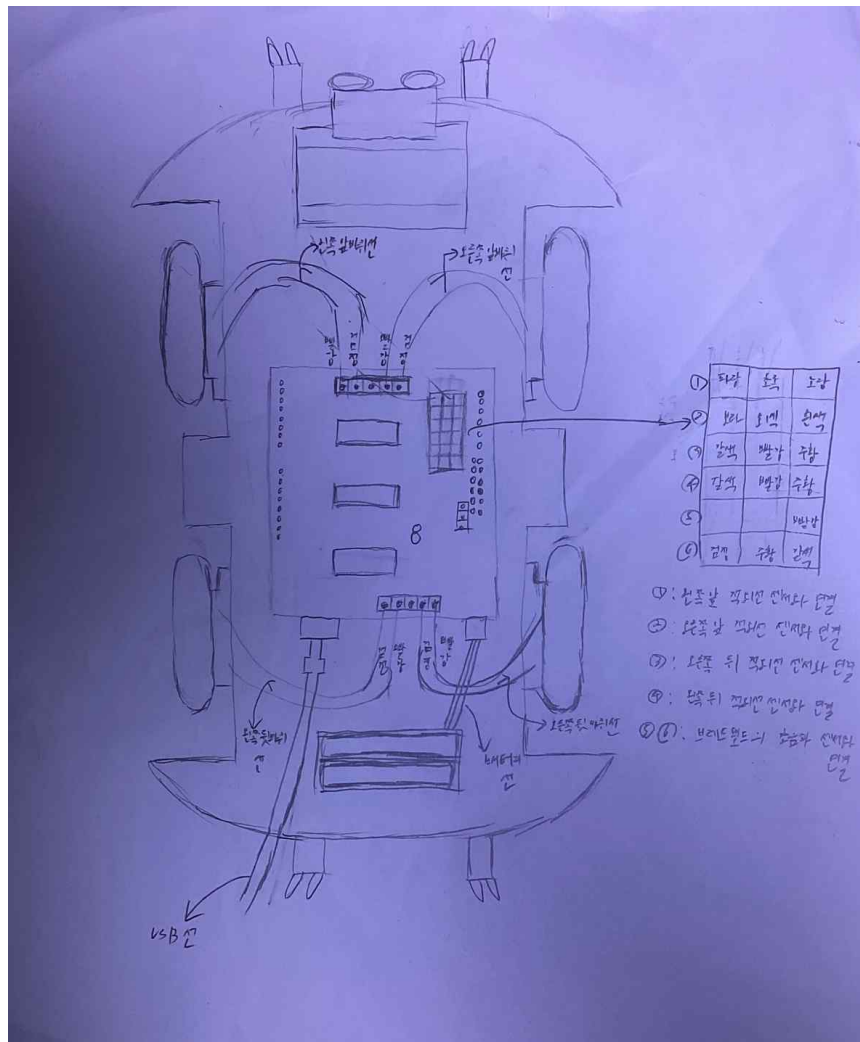 왼쪽 앞바퀴선
오른쪽 앞바퀴
선
빨강
검정
빨강
검정
① 파랑 초록 노랑
② 보라 회색 흰색
③ 갈색 빨강 주황
④ 갈색 빨강 주황
⑤ 빨강
⑥ 검정 주황 갈색
8
①: 왼쪽앞 적외선 센서와 연결
②: 오른쪽앞 적외선 센서와 연결
③: 오른쪽 뒤 적외선 센서와 연결
④: 왼쪽뒤 적외선센서와 연결
⑤⑥: 브레드보드의 초음파 센서와
연결
검정
빨강
검정
빨강
왼쪽뒷바퀴
선
오른쪽뒷바퀴선
배터리
선
USB선